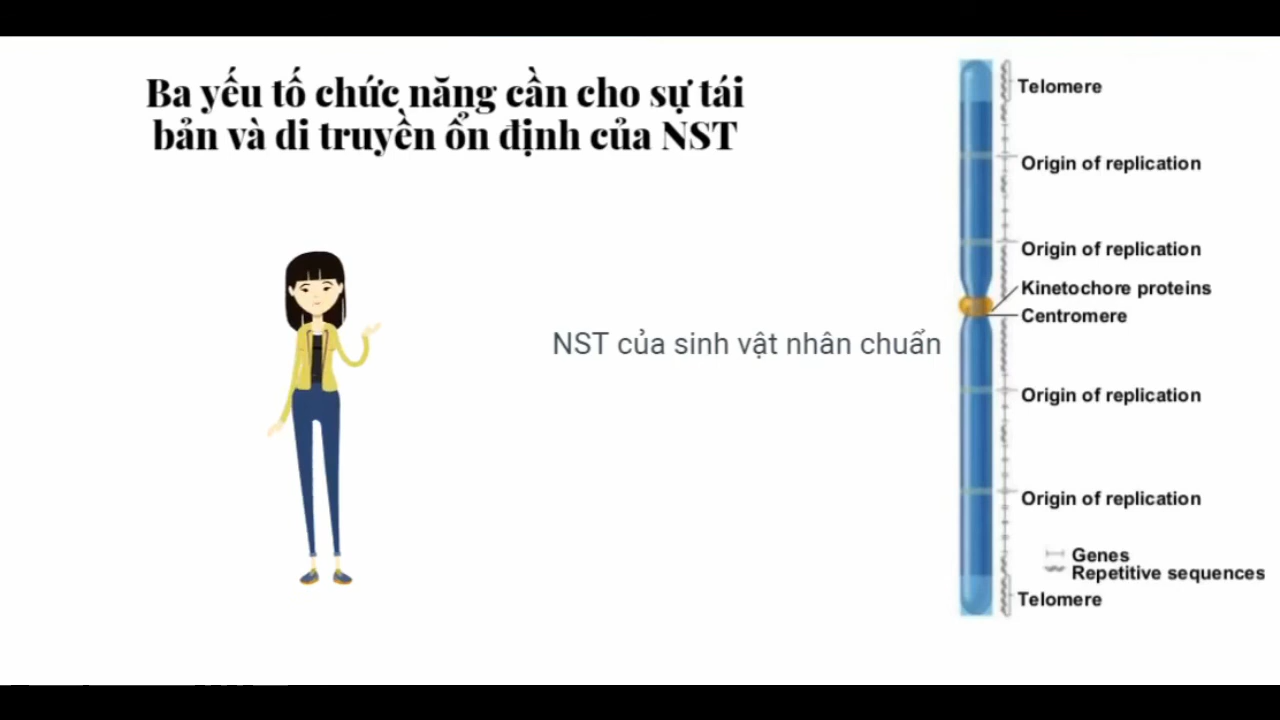 Ba yếu tố chức năng cần cho sự tái
bản và di truyền ổn định của NST
NST của sinh vật nhân chuẩn
Telomere
Origin of replication
Origin of replication
Kinetochore proteins
Centromere
Origin of replication
Origin of replication
Genes
Repetitive sequences
Telomere